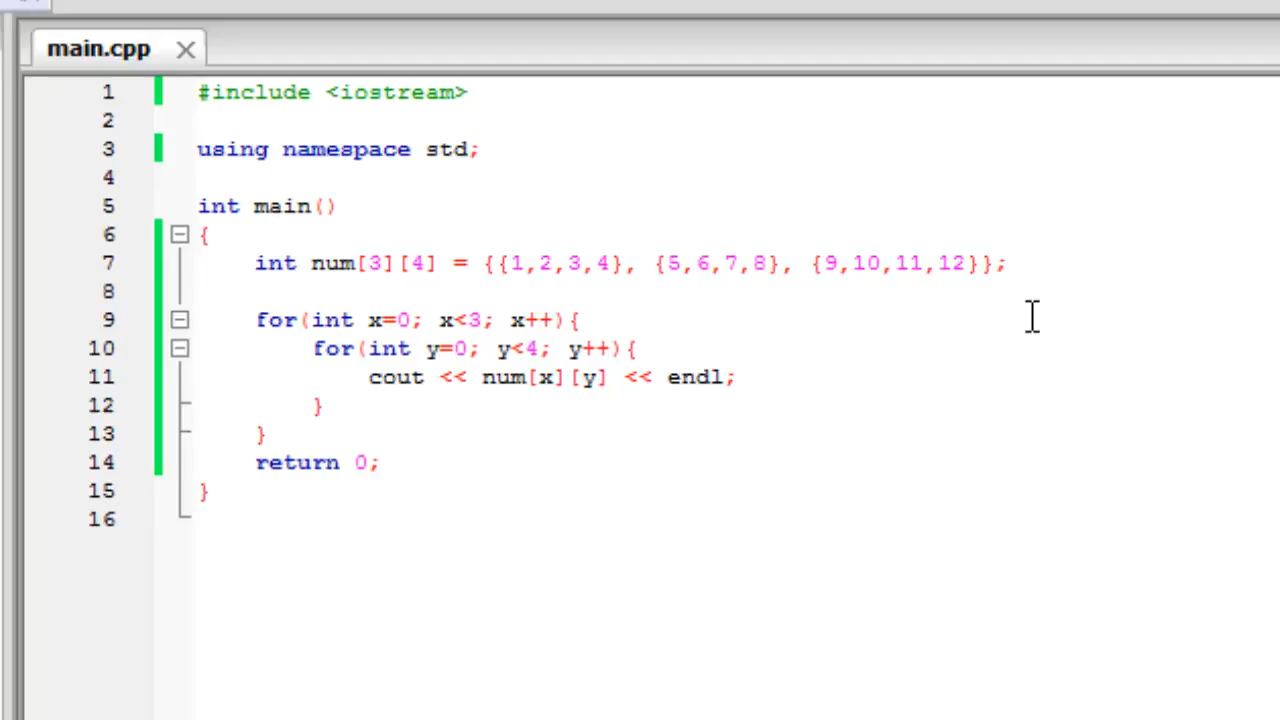 main.cpp
1 #include <iostream>
2
3 using namespace std;
4
5 int main()
6 {
7 int num[3][4] = {{1,2,3,4}, {5,6,7,8}, {9,10,11,12}};
8
9 for(int x=0; x<3; x++){
10 for(int y=0; y<4; y++){
11 cout << num[x][y] << endl;
12 }
13 }
14 return 0;
15 }
16